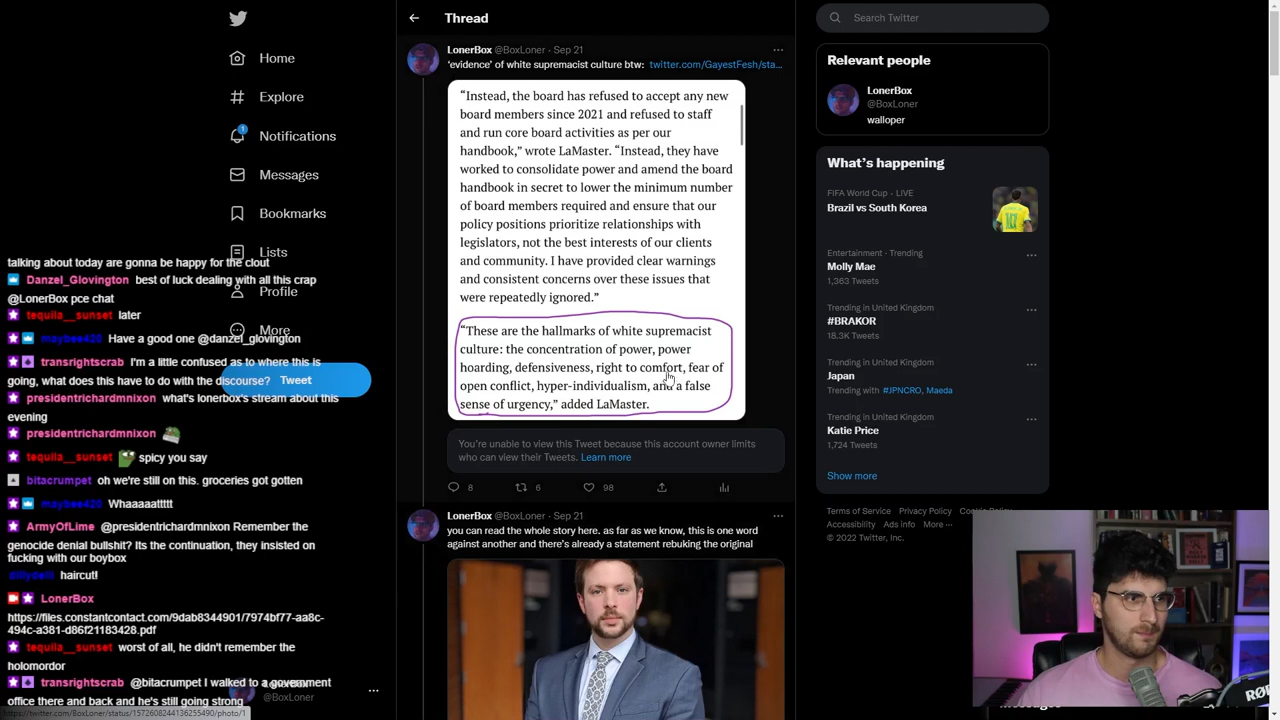 Home
Explore
Notifications
1
Messages
Bookmarks
Lists
Profile
More
Tweet
talking about today are gonna be happy for the clout
Danzel_Glovington best of luck dealing with all this crap
@LonerBox pce chat
tequila__sunset later
maybee420 Have a good one @danzel_glovington
transrightscrab I'm a little confused as to where this is
going, what does this have to do with the discourse?
presidentrichardmnixon what's lonerbox's stream about this
evening
presidentrichardmnixon
tequila__sunset spicy you say
bitacrumpet oh we're still on this. groceries got gotten
maybee420 Whaaaaattttt
ArmyOfLime @presidentrichardmnixon Remember the
genocide denial bullshit? Its the continuation, they insisted on
fucking with our boybox
haircut!
LonerBox
https://files.constantcontact.com/9dab8344901/7974bf77-aa8c-
494c-a381-d86f21183428.pdf
tequila__sunset worst of all, he didn't remember the
holomordor
transrightscrab @bitacrumpet I walked to a government
office there and back and he's still going strong
@BoxLoner
https://twitter.com/BoxLoner/status/1572608244136255490/photo/1
Thread
LonerBox @BoxLoner · Sep 21
‘evidence’ of white supremacist culture btw: twitter.com/GayestFesh/sta...
“Instead, the board has refused to accept any new
board members since 2021 and refused to staff
and run core board activities as per our
handbook,” wrote LaMaster. “Instead, they have
worked to consolidate power and amend the board
handbook in secret to lower the minimum number
of board members required and ensure that our
policy positions prioritize relationships with
legislators, not the best interests of our clients
and community. I have provided clear warnings
and consistent concerns over these issues that
were repeatedly ignored.”
“These are the hallmarks of white supremacist
culture: the concentration of power, power
hoarding, defensiveness, right to comfort, fear of
open conflict, hyper-individualism, and a false
sense of urgency,” added LaMaster.
You're unable to view this Tweet because this account owner limits
who can view their Tweets. Learn more
8
6
98
LonerBox @BoxLoner · Sep 21
you can read the whole story here. as far as we know, this is one word
against another and there's already a statement rebuking the original
Search Twitter
Relevant people
LonerBox
@BoxLoner
walloper
What's happening
FIFA World Cup · LIVE
Brazil vs South Korea
Entertainment · Trending
Molly Mae
1,363 Tweets
Trending in United Kingdom
#BRAKOR
18.3K Tweets
Trending in United Kingdom
Japan
Trending with #JPNCRO, Maeda
Trending in United Kingdom
Katie Price
1,724 Tweets
Show more
Terms of Service Privacy Policy
Accessibility Ads info More
© 2022 Twitter, Inc.